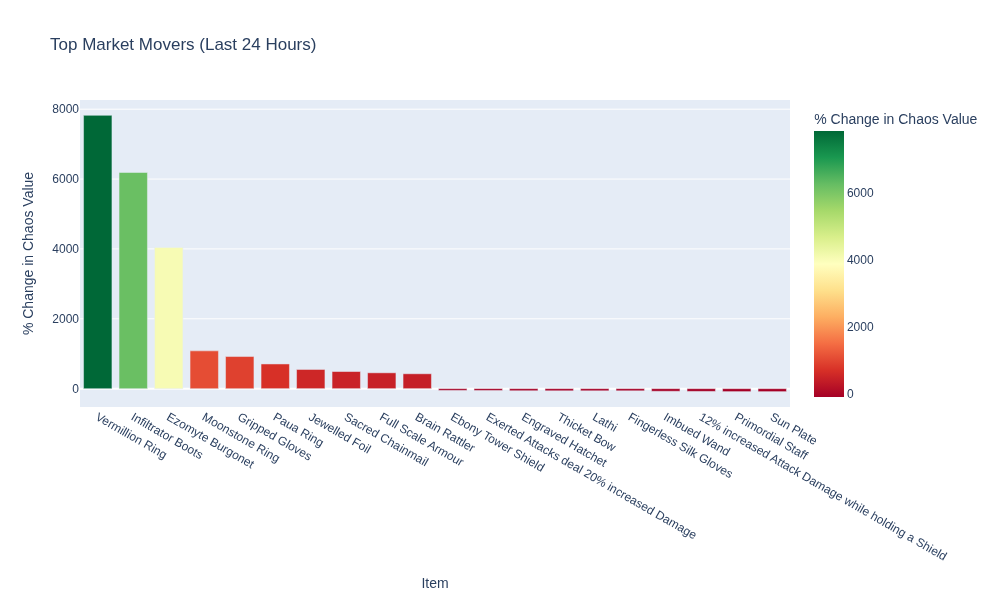 Top Market Movers (Last 24 Hours)
% Change in Chaos Value
8000
6000
4000
2000
0
Vermillion Ring
Infiltrator Boots
Ezomyte Burgonet
Moonstone Ring
Gripped Gloves
Paua Ring
Jewelled Foil
Sacred Chainmail
Full Scale Armour
Brain Rattler
Ebony Tower Shield
Exerted Attacks deal 20% increased Damage
Engraved Hatchet
Thicket Bow
Lathi
Fingerless Silk Gloves
Imbued Wand
12% increased Attack Damage while holding a Shield
Primordial Staff
Sun Plate
Item
% Change in Chaos Value
6000
4000
2000
0